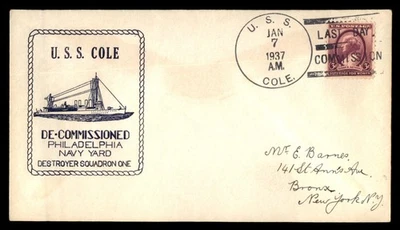 U.S.S. COLE
DE-COMMISSIONED
PHILADELPHIA
NAVY YARD
DESTROYER SQUADRON ONE
U. S. S.
JAN
7
1937
A.M.
COLE.
LAST DAY
COMMISSION
Mr E. Barnes,
141 St. Ann's Ave.
Bronx
New York N.Y.